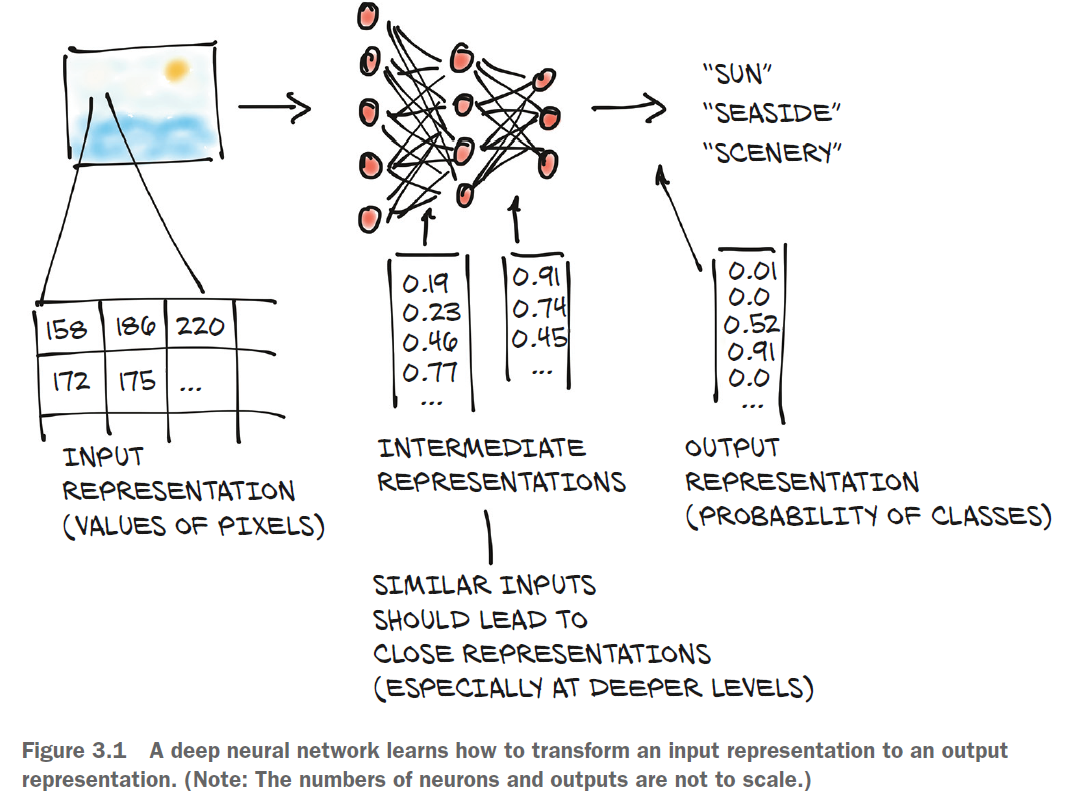 "SUN"
"SEASIDE"
"SCENERY"
158 186 220
172 175 ...
INPUT
REPRESENTATION
(VALUES OF PIXELS)
0.19
0.23
0.46
0.77
...
0.91
0.74
0.45
...
INTERMEDIATE
REPRESENTATIONS
SIMILAR INPUTS
SHOULD LEAD TO
CLOSE REPRESENTATIONS
(ESPECIALLY AT DEEPER LEVELS)
0.01
0.0
0.52
0.91
0.0
...
OUTPUT
REPRESENTATION
(PROBABILITY OF CLASSES)
Figure 3.1 A deep neural network learns how to transform an input representation to an output
representation. (Note: The numbers of neurons and outputs are not to scale.)